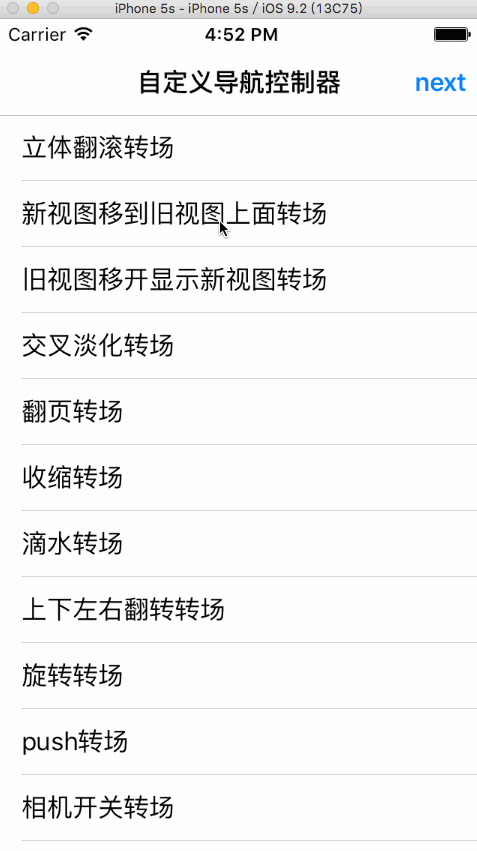 iPhone 5s - iPhone 5s / iOS 9.2 (13C75)
Carrier 4:52 PM
自定义导航控制器 next
立体翻滚转场
新视图移到旧视图上面转场
旧视图移开显示新视图转场
交叉淡化转场
翻页转场
收缩转场
滴水转场
上下左右翻转转场
旋转转场
push转场
相机开关转场